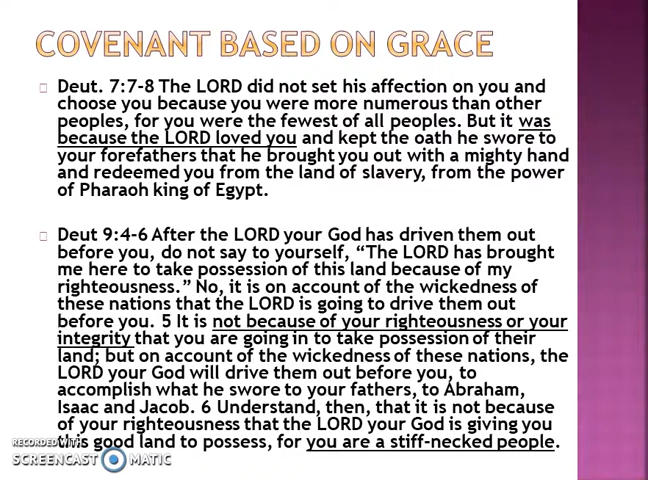 COVENANT BASED ON GRACE
Deut. 7:7-8 The LORD did not set his affection on you and
choose you because you were more numerous than other
peoples, for you were the fewest of all peoples. But it was
because the LORD loved you and kept the oath he swore to
your forefathers that he brought you out with a mighty hand
and redeemed you from the land of slavery, from the power
of Pharaoh king of Egypt.
Deut 9:4-6 After the LORD your God has driven them out
before you, do not say to yourself, “The LORD has brought
me here to take possession of this land because of my
righteousness.” No, it is on account of the wickedness of
these nations that the LORD is going to drive them out
before you. 5 It is not because of your righteousness or your
integrity that you are going in to take possession of their
land; but on account of the wickedness of these nations, the
LORD your God will drive them out before you, to
accomplish what he swore to your fathers, to Abraham,
Isaac and Jacob. 6 Understand, then, that it is not because
of your righteousness that the LORD your God is giving you
this good land to possess, for you are a stiff-necked people.
RECORDED WITH
SCREENCAST MATIC